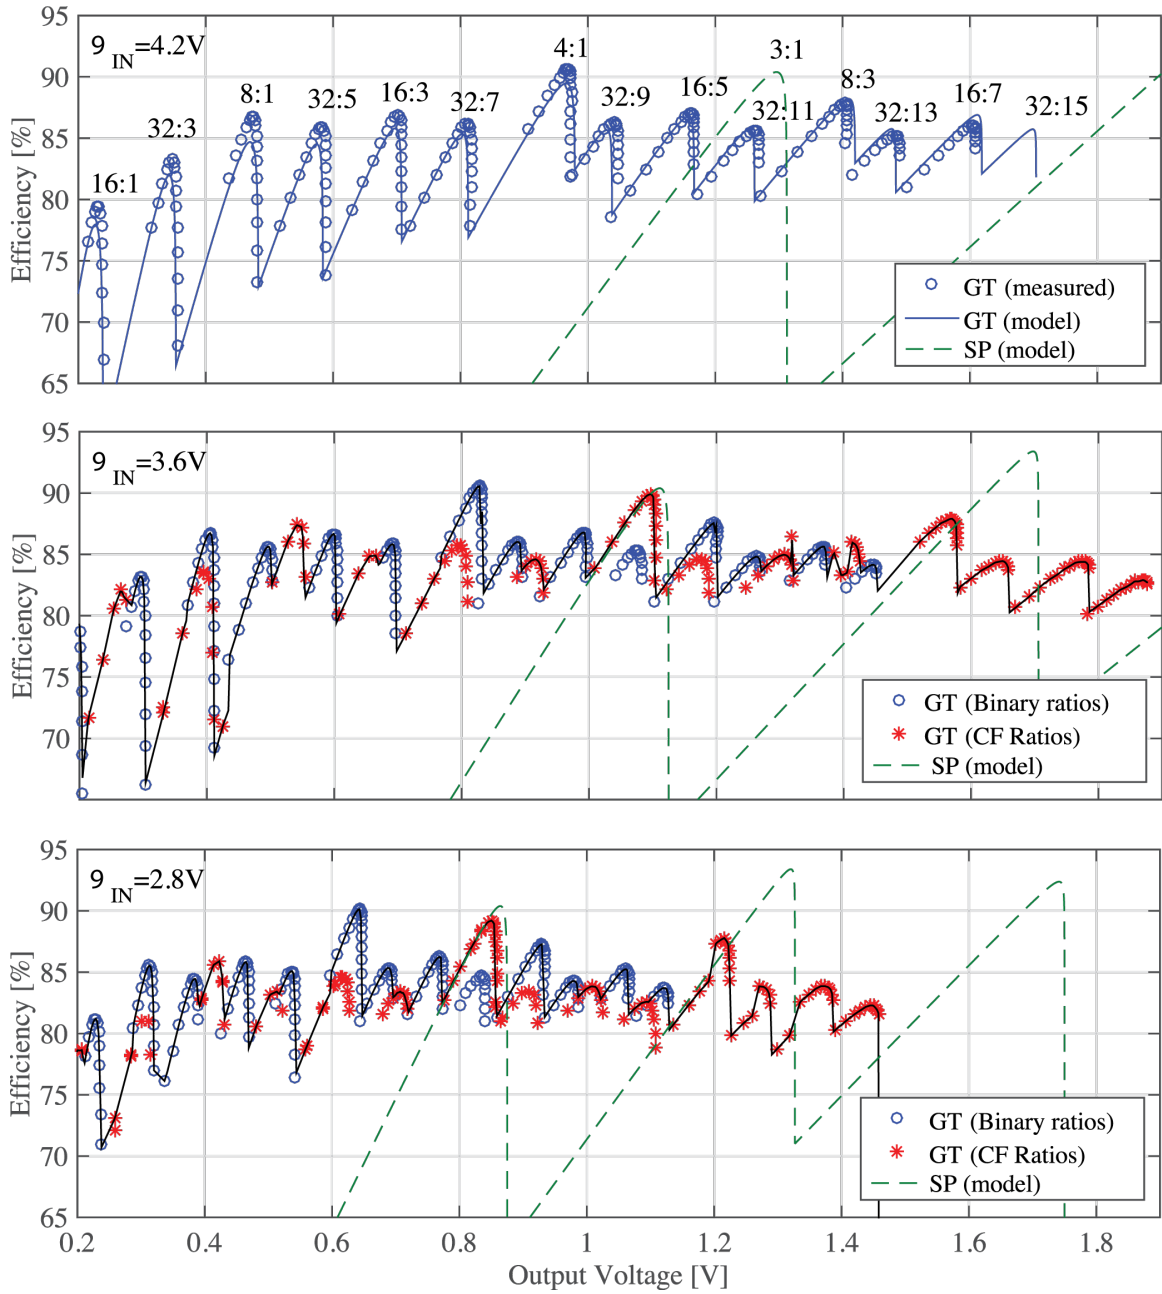 95
90
85
80
75
70
65
Efficiency [%]
9 IN=4.2V
16:1
32:3
8:1
32:5
16:3
32:7
4:1
32:9
16:5
3:1
32:11
8:3
32:13
16:7
32:15
GT (measured)
GT (model)
SP (model)
95
90
85
80
75
70
Efficiency [%]
9 IN=3.6V
GT (Binary ratios)
GT (CF Ratios)
SP (model)
95
90
85
80
75
70
65
Efficiency [%]
9 IN=2.8V
GT (Binary ratios)
GT (CF Ratios)
SP (model)
0.2 0.4 0.6 0.8 1 1.2 1.4 1.6 1.8
Output Voltage [V]